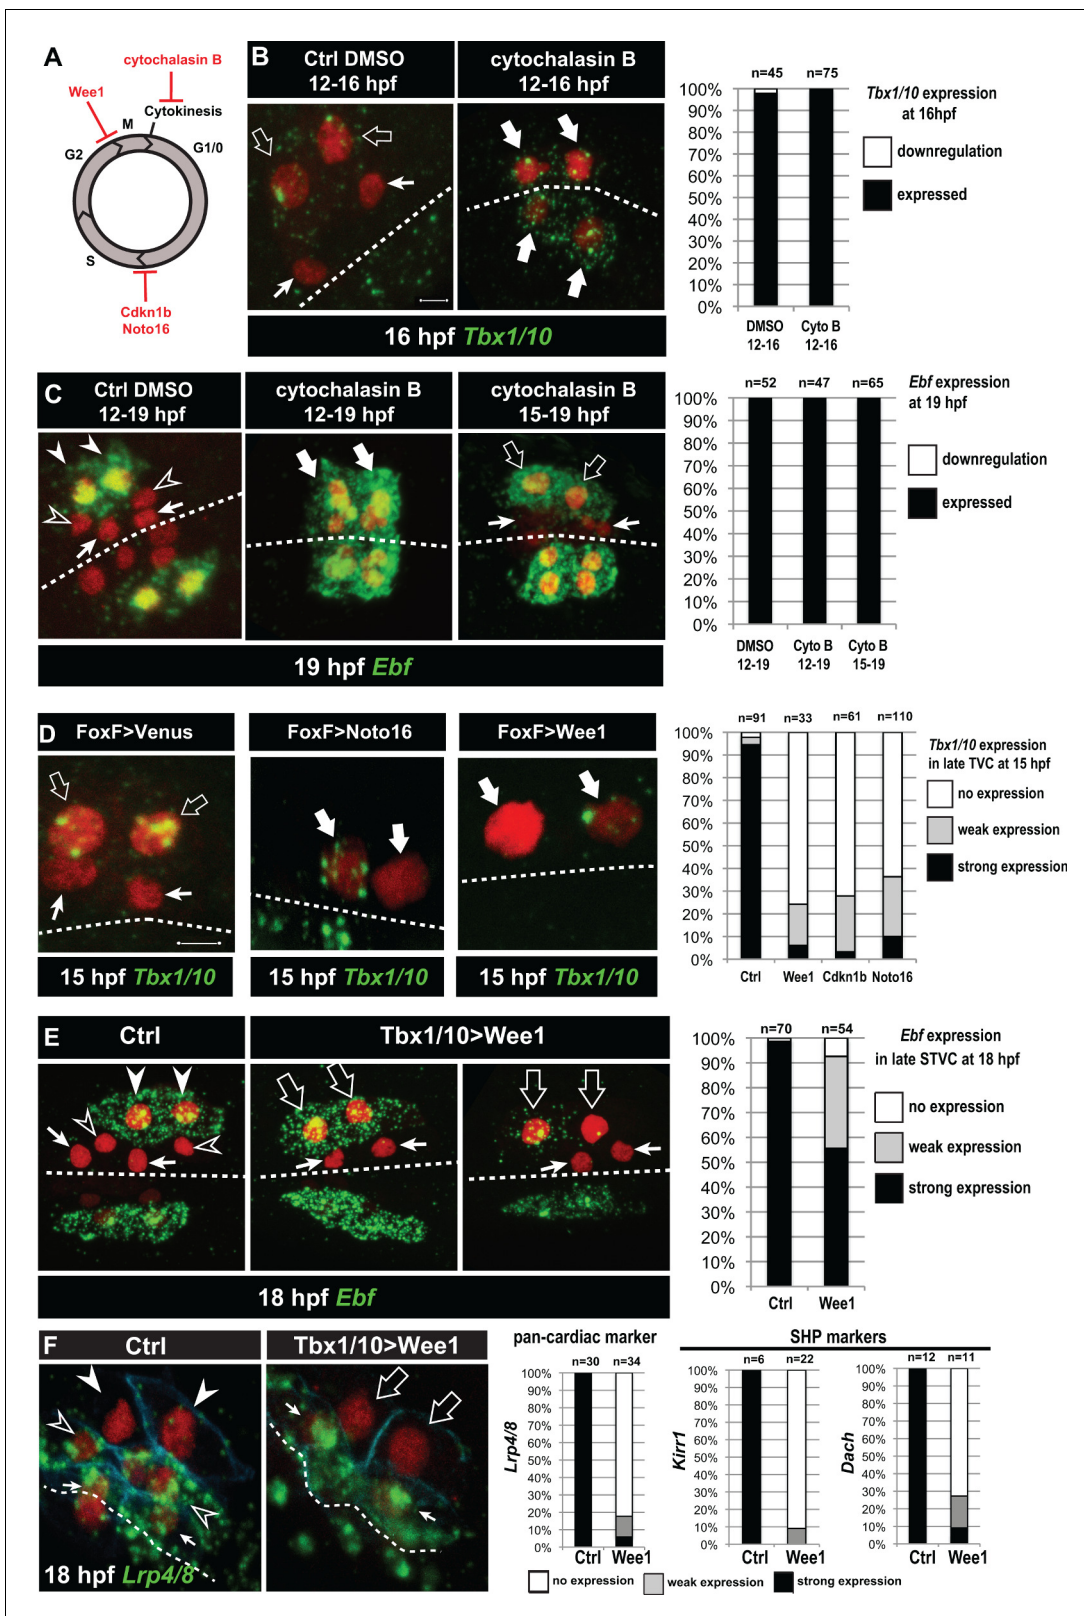 A
cytochalasin B
Wee1
Cytokinesis
M
G2
G1/0
S
Cdkn1b
Noto16
B
Ctrl DMSO
12-16 hpf
cytochalasin B
12-16 hpf
16 hpf Tbx1/10
n=45 n=75
100%
90%
80%
70%
60%
50%
40%
30%
20%
10%
0%
DMSO
12-16
Cyto B
12-16
Tbx1/10 expression
at 16hpf
downregulation
expressed
C
Ctrl DMSO
12-19 hpf
cytochalasin B
12-19 hpf
cytochalasin B
15-19 hpf
19 hpf Ebf
n=52 n=47 n=65
100%
90%
80%
70%
60%
50%
40%
30%
20%
10%
0%
DMSO
12-19
Cyto B
12-19
Cyto B
15-19
Ebf expression
at 19 hpf
downregulation
expressed
D
FoxF>Venus
FoxF>Noto16
FoxF>Wee1
15 hpf Tbx1/10
15 hpf Tbx1/10
15 hpf Tbx1/10
n=91 n=33 n=61 n=110
100%
90%
80%
70%
60%
50%
40%
30%
20%
10%
0%
Ctrl Wee1 Cdkn1b Noto16
Tbx1/10 expression
in late TVC at 15 hpf
no expression
weak expression
strong expression
E
Ctrl
Tbx1/10>Wee1
18 hpf Ebf
n=70 n=54
100%
90%
80%
70%
60%
50%
40%
30%
20%
10%
0%
Ctrl Wee1
Ebf expression
in late STVC at 18 hpf
no expression
weak expression
strong expression
F
Ctrl
Tbx1/10>Wee1
18 hpf Lrp4/8
pan-cardiac marker
n=30 n=34
Lrp4/8
100%
90%
80%
70%
60%
50%
40%
30%
20%
10%
0%
Ctrl Wee1
SHP markers
n=6 n=22
Kirr1
100%
90%
80%
70%
60%
50%
40%
30%
20%
10%
0%
Ctrl Wee1
n=12 n=11
Dach
100%
90%
80%
70%
60%
50%
40%
30%
20%
10%
0%
Ctrl Wee1
no expression weak expression strong expression